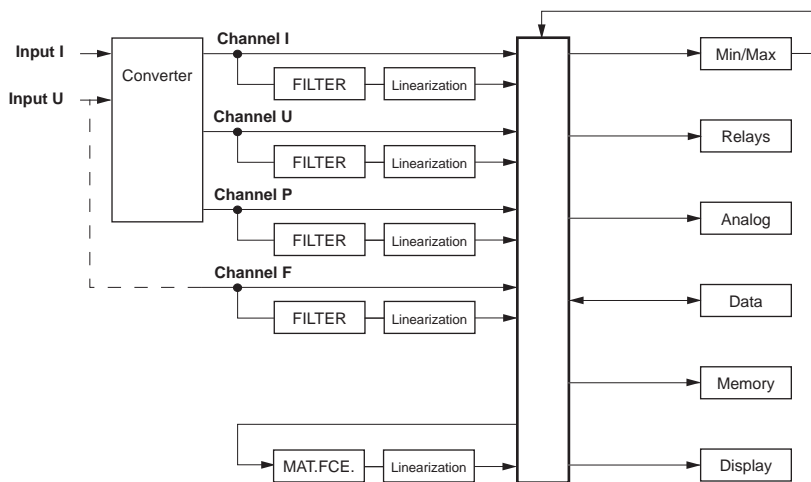 Channel I
Input I
Converter
Input U
FILTER
Linearization
Channel U
FILTER
Linearization
Channel P
FILTER
Linearization
Channel F
FILTER
Linearization
MAT.FCE.
Linearization
Min/Max
Relays
Analog
Data
Memory
Display